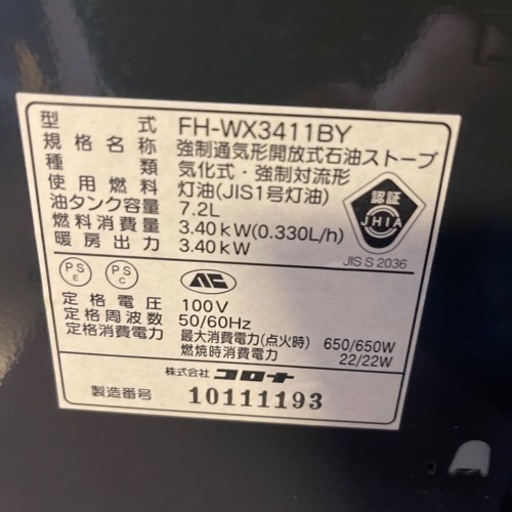 型式 FH-WX3411BY
規格名称 強制通気形開放式石油ストーブ
種類 気化式・強制対流形
使用燃料 灯油(JIS1号灯油)
油タンク容量 7.2L
燃料消費量 3.40kW(0.330L/h)
暖房出力 3.40kW
認証
JHIA
JIS S 2036
PS E
PS C
定格電圧 100V
定格周波数 50/60Hz
定格消費電力 最大消費電力(点火時) 650/650W
燃焼時消費電力 22/22W
株式会社 コロナ
製造番号 10111193